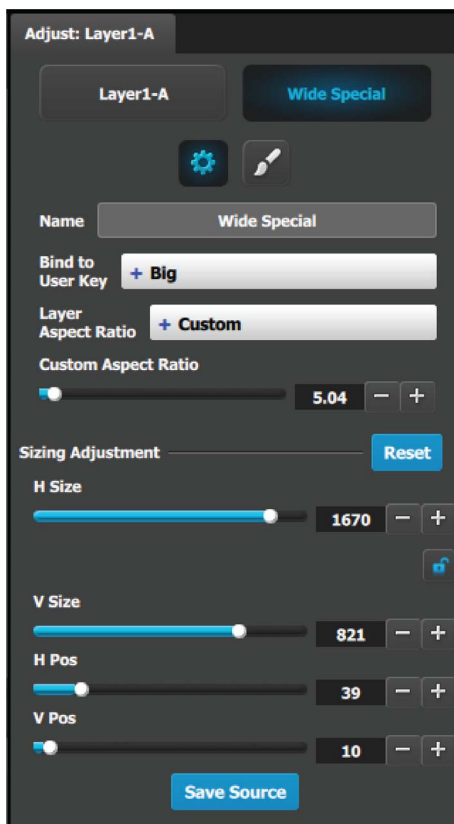 Adjust: Layer1-A
Layer1-A Wide Special
Name Wide Special
Bind to
User Key + Big
Layer
Aspect Ratio + Custom
Custom Aspect Ratio
5.04 − +
Sizing Adjustment Reset
H Size
1670 − +
V Size
821 − +
H Pos
39 − +
V Pos
10 − +
Save Source